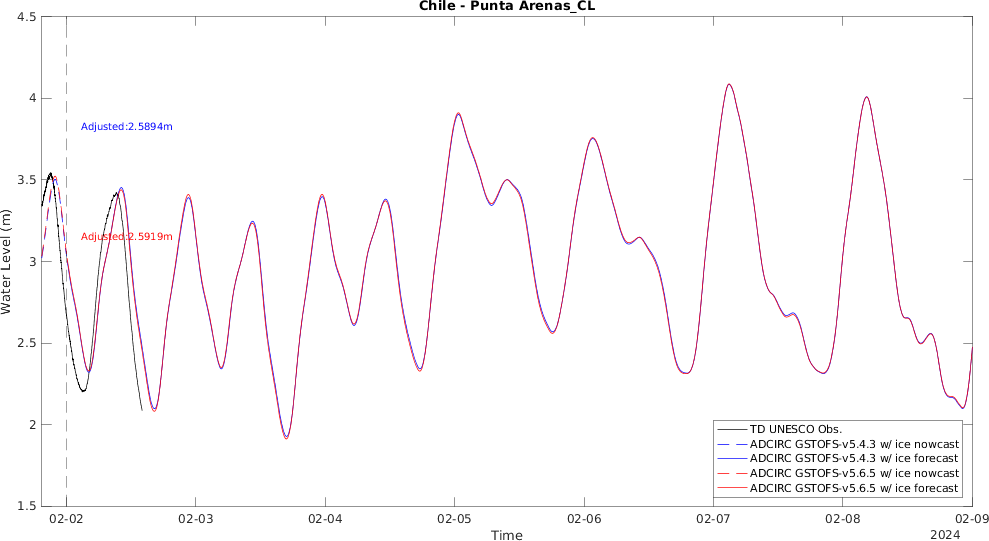 Chile - Punta Arenas_CL
4.5
4
3.5
3
2.5
2
1.5
Water Level (m)
Adjusted:2.5894m
Adjusted:2.5919m
TD UNESCO Obs.
ADCIRC GSTOFS-v5.4.3 w/ ice nowcast
ADCIRC GSTOFS-v5.4.3 w/ ice forecast
ADCIRC GSTOFS-v5.6.5 w/ ice nowcast
ADCIRC GSTOFS-v5.6.5 w/ ice forecast
02-02 02-03 02-04 02-05 02-06 02-07 02-08 02-09
Time
2024